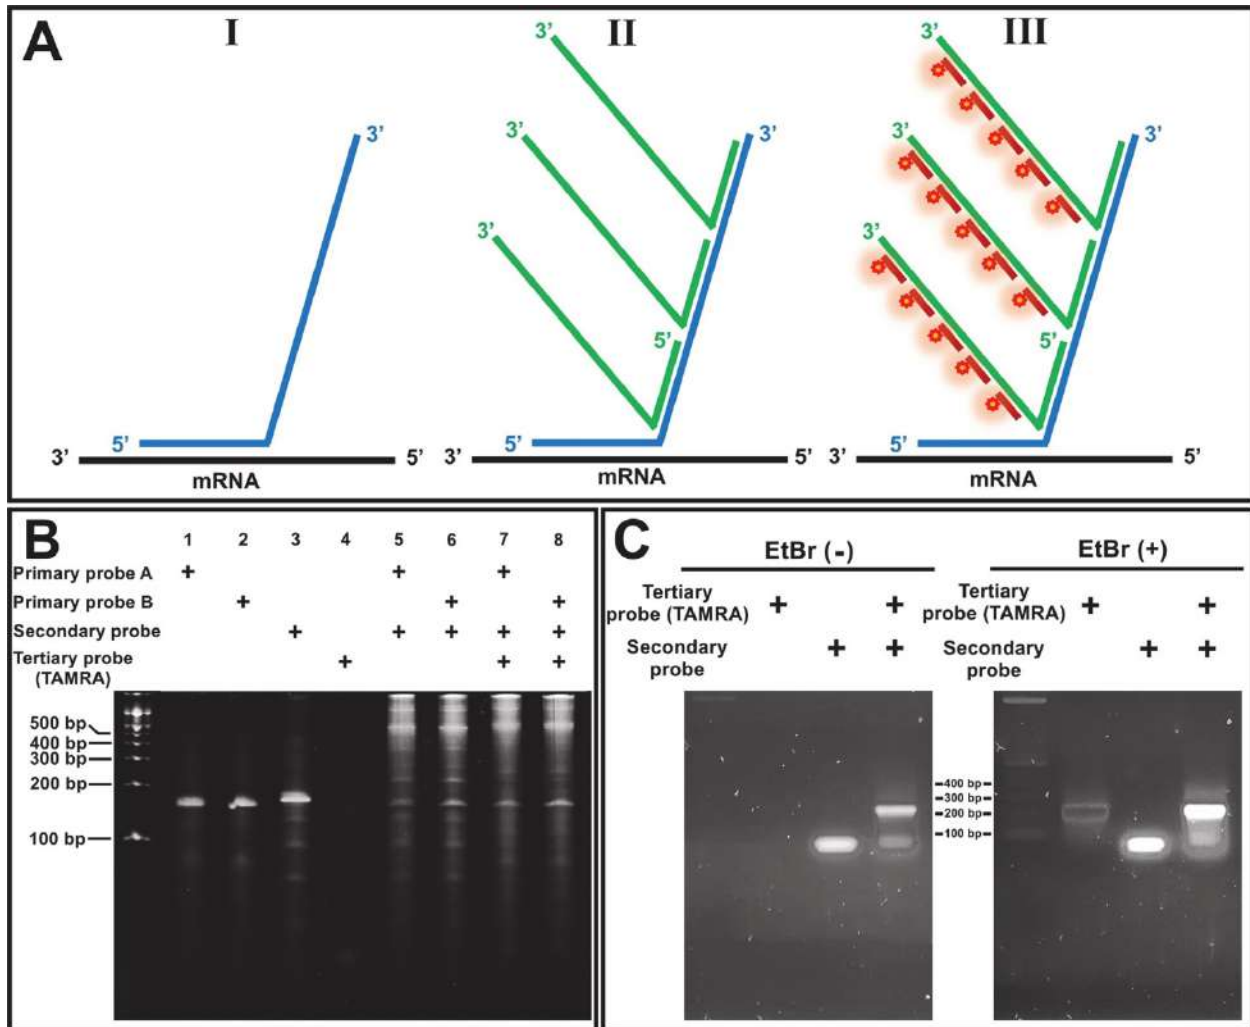 A
I
II
III
3’
3’
3’
3’
5’
5’
3’
5’
mRNA
3’
3’
5’
5’
3’
5’
mRNA
3’
3’
3’
3’
5’
5’
3’
5’
mRNA
B
1 2 3 4 5 6 7 8
Primary probe A + + +
Primary probe B + + +
Secondary probe + + + + +
Tertiary probe + + +
(TAMRA)
500 bp
400 bp
300 bp
200 bp
100 bp
C
EtBr (-)
Tertiary + +
probe (TAMRA)
Secondary + +
probe
EtBr (+)
Tertiary + +
probe (TAMRA)
Secondary + +
probe
400 bp
300 bp
200 bp
100 bp